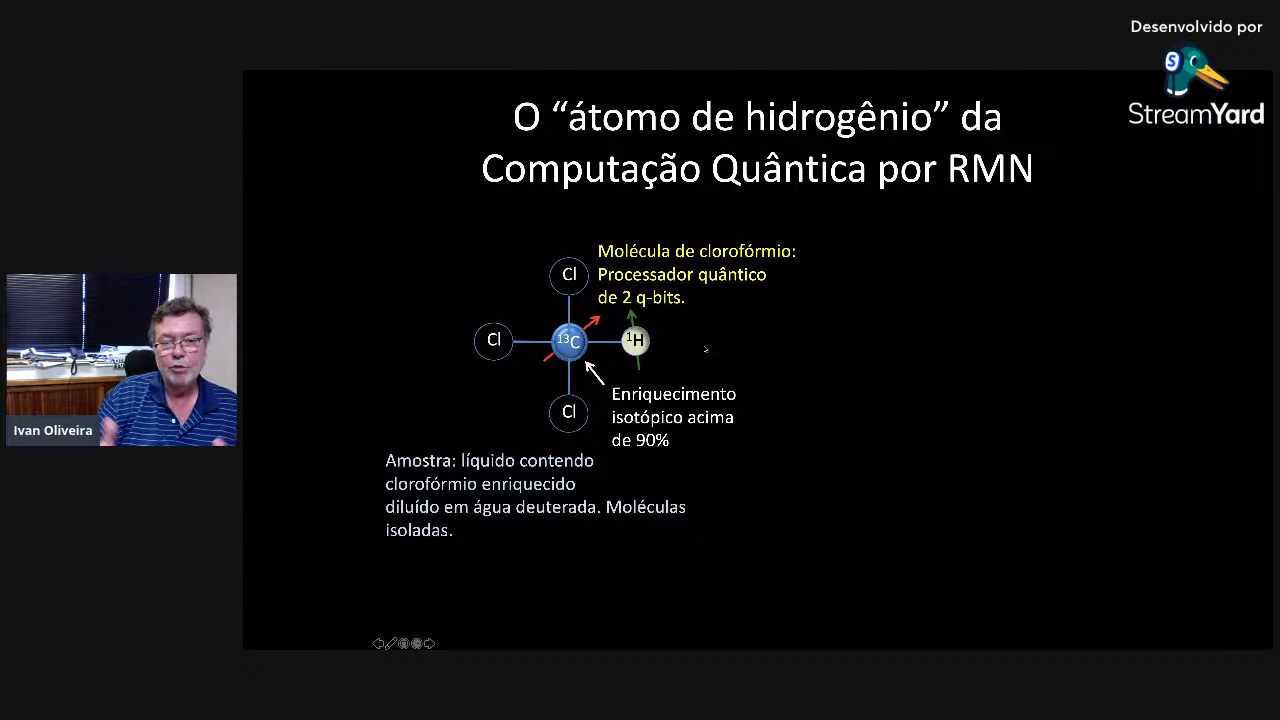 Desenvolvido por
S
StreamYard
O “átomo de hidrogênio” da
Computação Quântica por RMN
Molécula de clorofórmio:
Processador quântico
de 2 q-bits.
Cl
Cl
¹³C
¹H
Cl
Enriquecimento
isotópico acima
de 90%
Amostra: líquido contendo
clorofórmio enriquecido
diluído em água deuterada. Moléculas
isoladas.
Ivan Oliveira